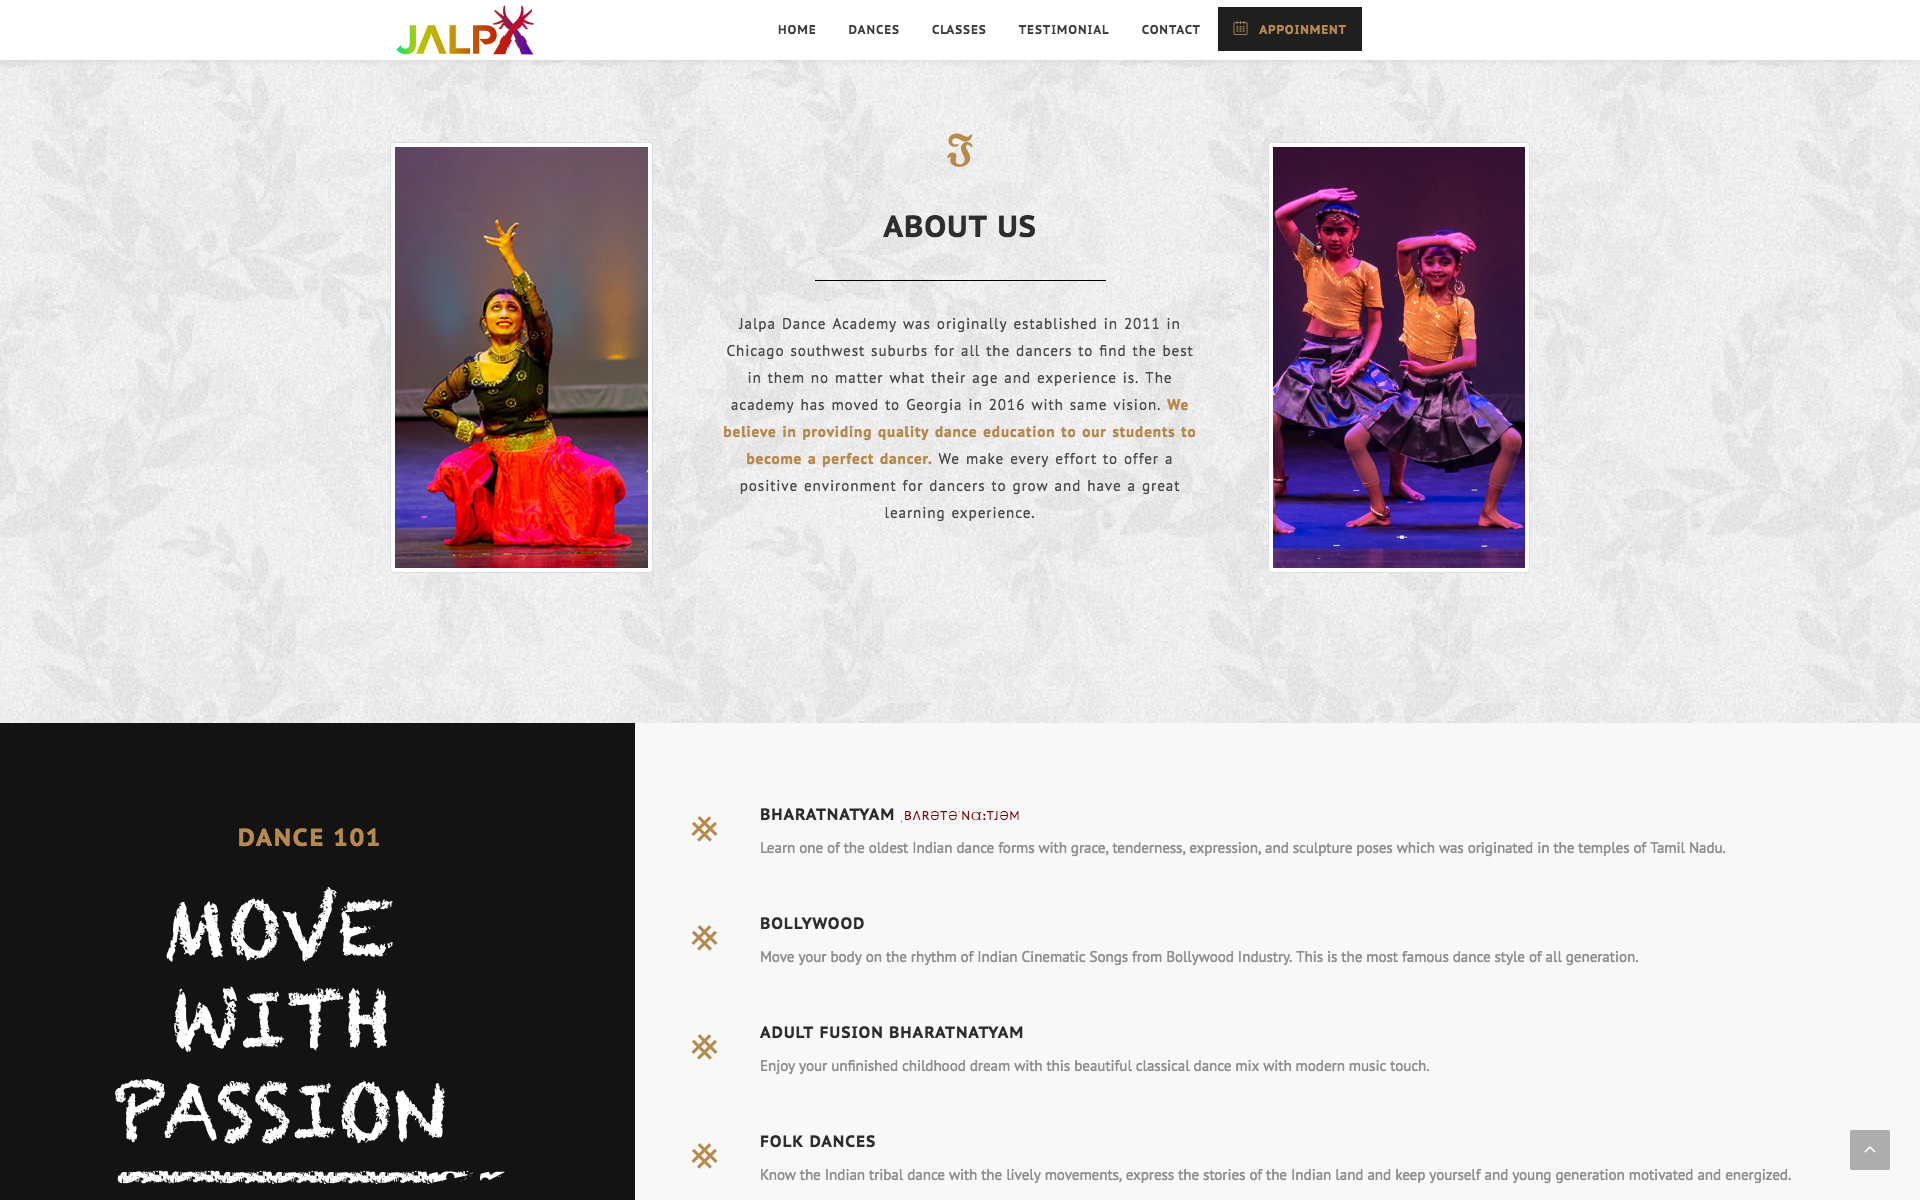 JALPA
HOME DANCES CLASSES TESTIMONIAL CONTACT APPOINMENT
ABOUT US
Jalpa Dance Academy was originally established in 2011 in
Chicago southwest suburbs for all the dancers to find the best
in them no matter what their age and experience is. The
academy has moved to Georgia in 2016 with same vision. We
believe in providing quality dance education to our students to
become a perfect dancer. We make every effort to offer a
positive environment for dancers to grow and have a great
learning experience.
DANCE 101
MOVE
WITH
PASSION
BHARATNATYAM ˌBΛRƏTƏˈNɑːTJƏM
Learn one of the oldest Indian dance forms with grace, tenderness, expression, and sculpture poses which was originated in the temples of Tamil Nadu.
BOLLYWOOD
Move your body on the rhythm of Indian Cinematic Songs from Bollywood Industry. This is the most famous dance style of all generation.
ADULT FUSION BHARATNATYAM
Enjoy your unfinished childhood dream with this beautiful classical dance mix with modern music touch.
FOLK DANCES
Know the Indian tribal dance with the lively movements, express the stories of the Indian land and keep yourself and young generation motivated and energized.